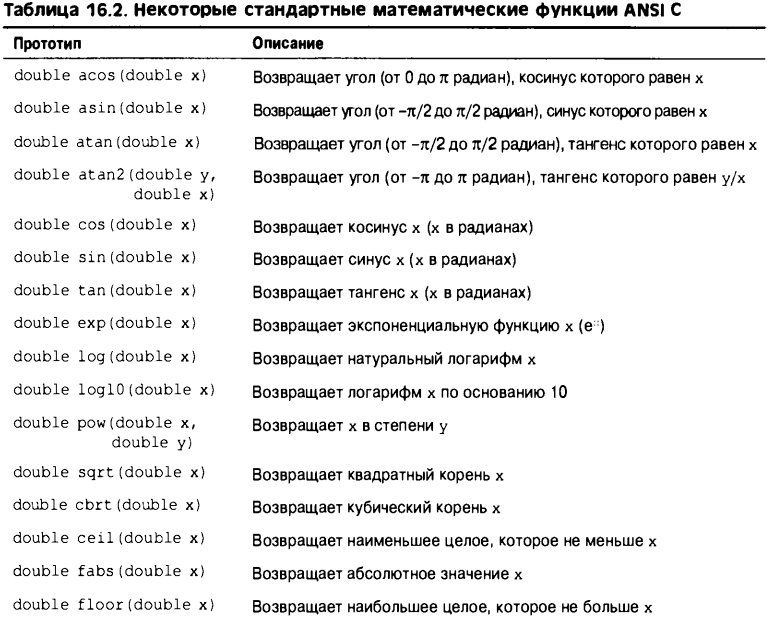 Таблица 16.2. Некоторые стандартные математические функции ANSI C
Прототип Описание
double acos(double x) Возвращает угол (от 0 до π радиан), косинус которого равен x
double asin(double x) Возвращает угол (от –π/2 до π/2 радиан), синус которого равен x
double atan(double x) Возвращает угол (от –π/2 до π/2 радиан), тангенс которого равен x
double atan2(double y, Возвращает угол (от –π до π радиан), тангенс которого равен y/x
double x)
double cos(double x) Возвращает косинус x (x в радианах)
double sin(double x) Возвращает синус x (x в радианах)
double tan(double x) Возвращает тангенс x (x в радианах)
double exp(double x) Возвращает экспоненциальную функцию x (e)
double log(double x) Возвращает натуральный логарифм x
double log10(double x) Возвращает логарифм x по основанию 10
double pow(double x, Возвращает x в степени y
double y)
double sqrt(double x) Возвращает квадратный корень x
double cbrt(double x) Возвращает кубический корень x
double ceil(double x) Возвращает наименьшее целое, которое не меньше x
double fabs(double x) Возвращает абсолютное значение x
double floor(double x) Возвращает наибольшее целое, которое не больше x